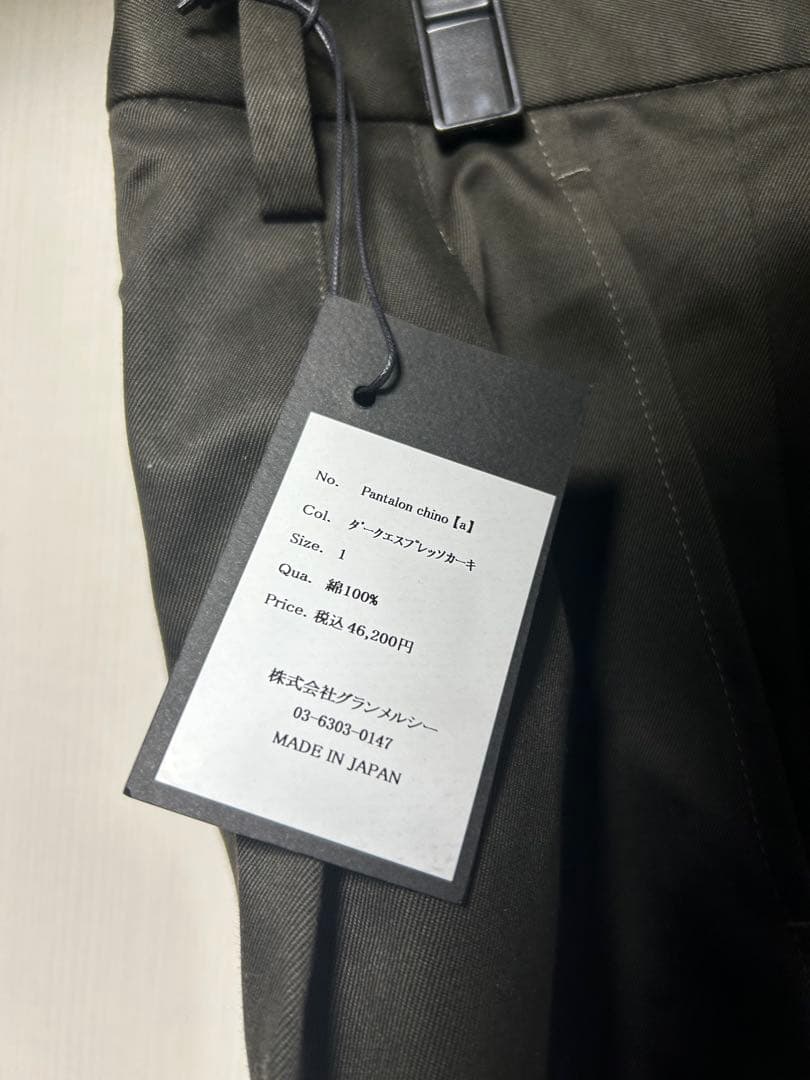 No. Pantalon chino【a】
Col. ダークエスプレッソカーキ
Size. 1
Qua. 綿100%
Price. 税込 46,200円
株式会社グランメルシー
03-6303-0147
MADE IN JAPAN